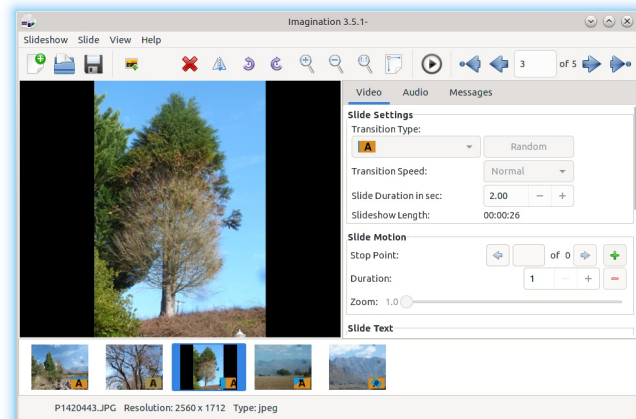 Imagination 3.5.1-
Slideshow Slide View Help
3 of 5
Video Audio Messages
Slide Settings
Transition Type:
A Random
Transition Speed: Normal
Slide Duration in sec: 2.00 − +
Slideshow Length: 00:00:26
Slide Motion
Stop Point: of 0
Duration: 1 − +
Zoom: 1.0
Slide Text
A A A A
P1420443.JPG Resolution: 2560 x 1712 Type: jpeg